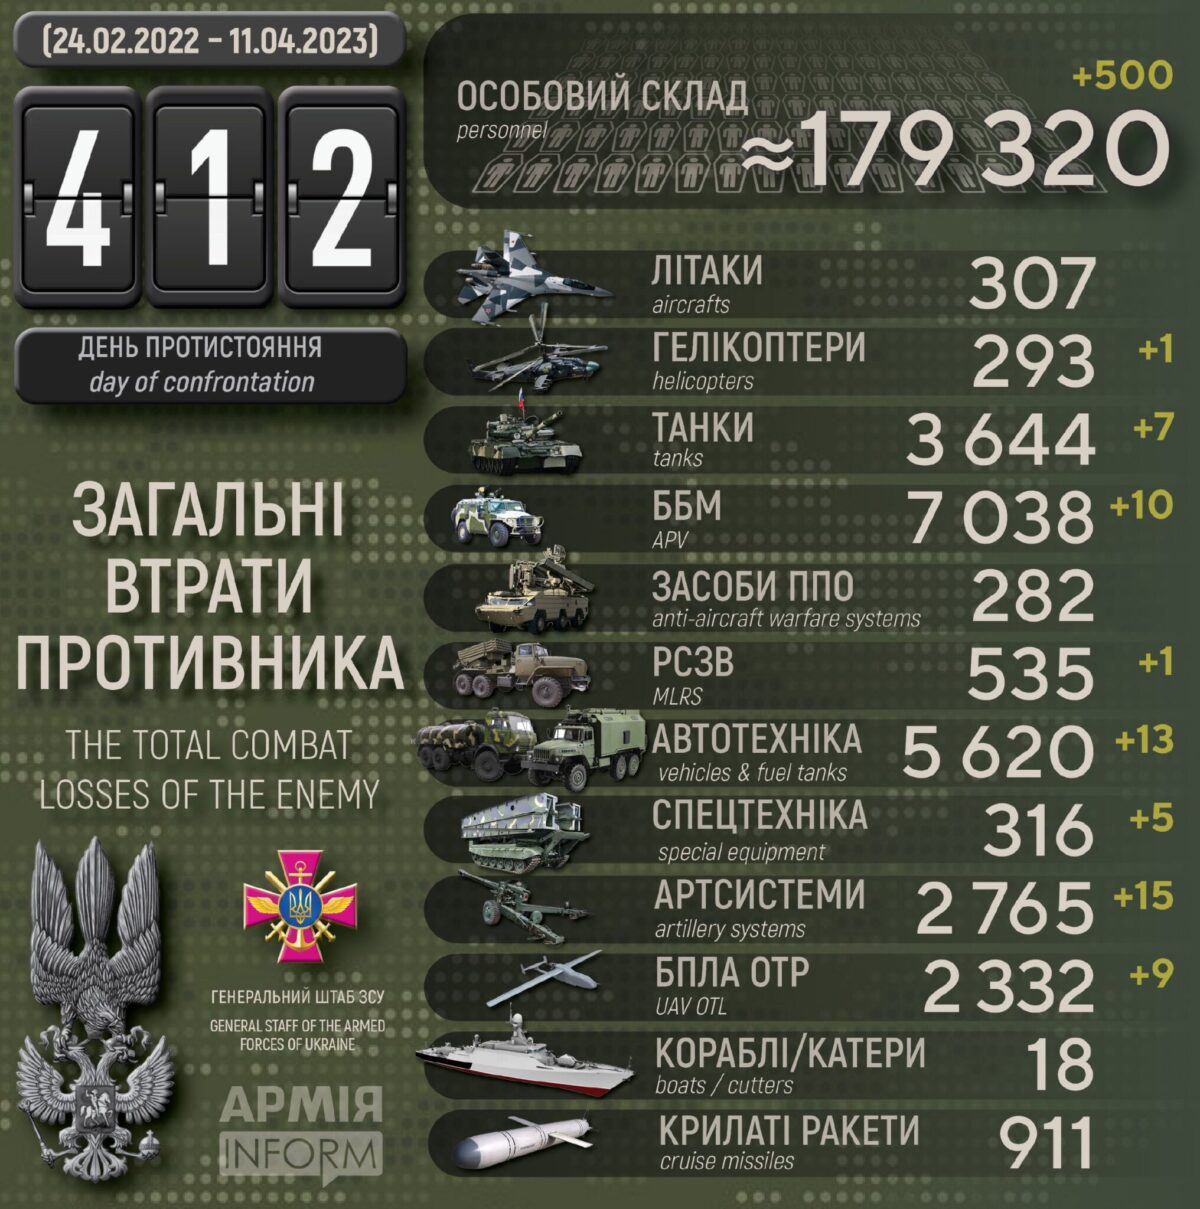 (24.02.2022 – 11.04.2023)
412
ДЕНЬ ПРОТИСТОЯННЯ
day of confrontation
ЗАГАЛЬНІ
ВТРАТИ
ПРОТИВНИКА
THE TOTAL COMBAT
LOSSES OF THE ENEMY
ГЕНЕРАЛЬНИЙ ШТАБ ЗСУ
GENERAL STAFF OF THE ARMED
FORCES OF UKRAINE
АРМІЯ
INFORM
ОСОБОВИЙ СКЛАД
personnel
+500
≈179 320
ЛІТАКИ
aircrafts
307
ГЕЛІКОПТЕРИ
helicopters
293 +1
ТАНКИ
tanks
3 644 +7
ББМ
APV
7 038 +10
ЗАСОБИ ППО
anti-aircraft warfare systems
282
РСЗВ
MLRS
535 +1
АВТОТЕХНІКА
vehicles & fuel tanks
5 620 +13
СПЕЦТЕХНІКА
special equipment
316 +5
АРТСИСТЕМИ
artillery systems
2 765 +15
БПЛА ОТР
UAV OTL
2 332 +9
КОРАБЛІ/КАТЕРИ
boats / cutters
18
КРИЛАТІ РАКЕТИ
cruise missiles
911